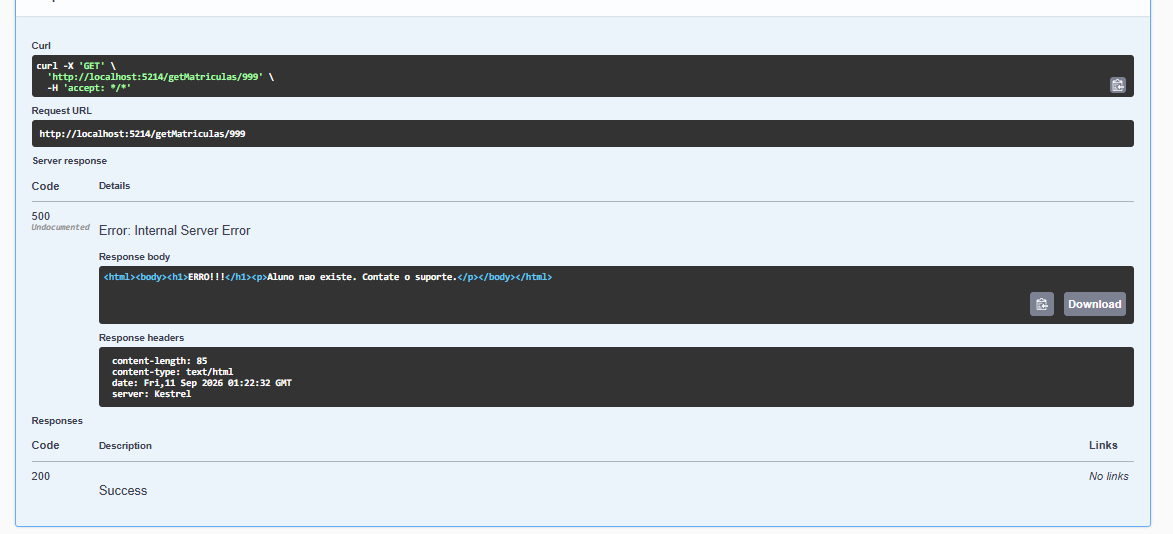 Curl
curl -X 'GET' \
'http://localhost:5214/getMatriculas/999' \
-H 'accept: */*'
Request URL
http://localhost:5214/getMatriculas/999
Server response
Code Details
500
Undocumented
Error: Internal Server Error
Response body
<html><body><h1>ERRO!!!</h1><p>Aluno nao existe. Contate o suporte.</p></body></html>
Download
Response headers
content-length: 85
content-type: text/html
date: Fri,11 Sep 2026 01:22:32 GMT
server: Kestrel
Responses
Code Description Links
200
Success
No links